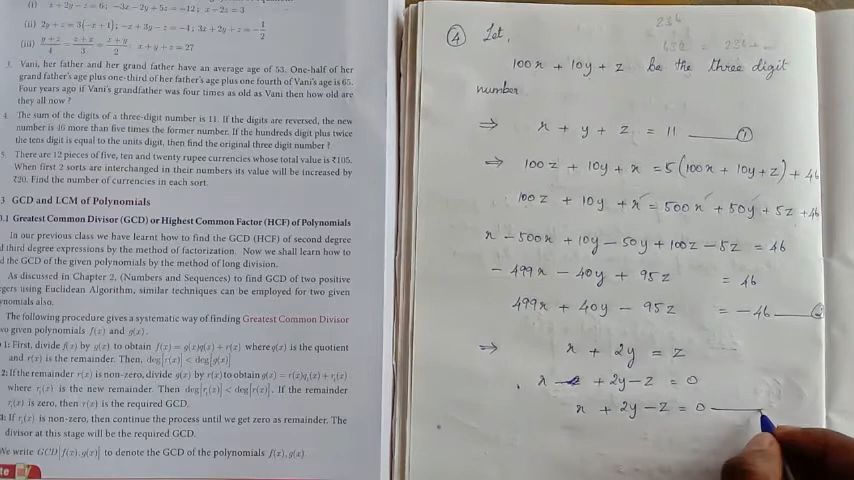 (i) x + 2y − z = 6; −3x − 2y + 5z = −12; x − 2z = 3
(ii) 2y + z = 3(−x + 1); −x + 3y − z = −4; 3x + 2y + z = −1/2
(iii) (y + z)/4 = (z + x)/3 = (x + y)/2; x + y + z = 27
3. Vani, her father and her grand father have an average age of 53. One-half of her
grand father's age plus one-third of her father's age plus one fourth of Vani's age is 65.
Four years ago if Vani's grandfather was four times as old as Vani then how old are
they all now?
4. The sum of the digits of a three-digit number is 11. If the digits are reversed, the new
number is 46 more than five times the former number. If the hundreds digit plus twice
the tens digit is equal to the units digit, then find the original three digit number?
5. There are 12 pieces of five, ten and twenty rupee currencies whose total value is ₹105.
When first 2 sorts are interchanged in their numbers its value will be increased by
₹20. Find the number of currencies in each sort.
3 GCD and LCM of Polynomials
.1 Greatest Common Divisor (GCD) or Highest Common Factor (HCF) of Polynomials
In our previous class we have learnt how to find the GCD (HCF) of second degree
d third degree expressions by the method of factorization. Now we shall learn how to
d the GCD of the given polynomials by the method of long division.
As discussed in Chapter 2, (Numbers and Sequences) to find GCD of two positive
egers using Euclidean Algorithm, similar techniques can be employed for two given
ynomials also.
The following procedure gives a systematic way of finding Greatest Common Divisor
wo given polynomials f(x) and g(x).
1: First, divide f(x) by g(x) to obtain f(x) = g(x)q(x) + r(x) where q(x) is the quotient
and r(x) is the remainder. Then, deg[r(x)] < deg[g(x)]
2: If the remainder r(x) is non-zero, divide g(x) by r(x) to obtain g(x) = r(x)q₁(x) + r₁(x)
where r₁(x) is the new remainder. Then deg[r₁(x)] < deg[r(x)]. If the remainder
r₁(x) is zero, then r(x) is the required GCD.
3: If r₁(x) is non-zero, then continue the process until we get zero as remainder. The
divisor at this stage will be the required GCD.
We write GCD[f(x), g(x)] to denote the GCD of the polynomials f(x), g(x).
te
236
④ Let,
100x + 10y + z be the three digit
number
⇒ x + y + z = 11 ——— ①
⇒ 100z + 10y + x = 5(100x + 10y + z) + 46
100z + 10y + x = 500x + 50y + 5z + 46
x − 500x + 10y − 50y + 100z − 5z = 46
− 499x − 40y + 95z = 46
499x + 40y − 95z = −46 ——— ②
⇒ x + 2y = z
x + 2y − z = 0
x + 2y − z = 0 ———